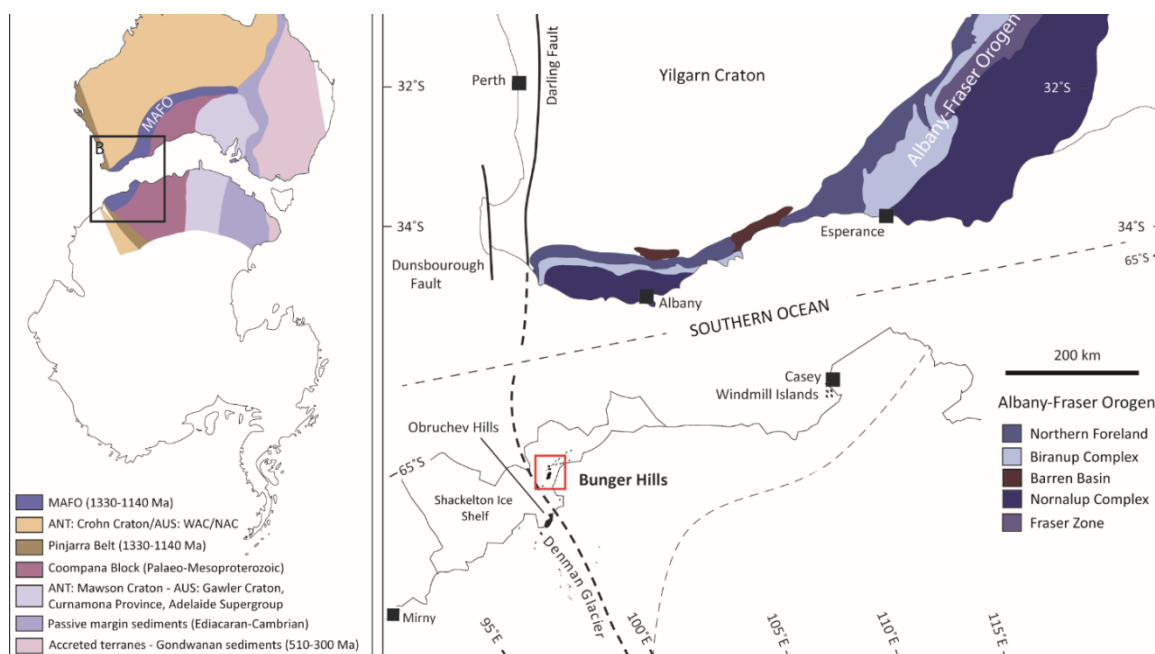 MAFO
B
MAFO (1330-1140 Ma)
ANT: Crohn Craton/AUS: WAC/NAC
Pinjarra Belt (1330-1140 Ma)
Coompana Block (Palaeo-Mesoproterozoic)
ANT: Mawson Craton - AUS: Gawler Craton,
Curnamona Province, Adelaide Supergroup
Passive margin sediments (Ediacaran-Cambrian)
Accreted terranes - Gondwanan sediments (510-300 Ma)
Perth
Darling Fault
Yilgarn Craton
32°S
32°S
Albany-Fraser Orogen
34°S
34°S
65°S
Esperance
Dunsbourough
Fault
Albany
SOUTHERN OCEAN
Casey
Windmill Islands
200 km
Obruchev Hills
65°S
Bunger Hills
Shackelton Ice
Shelf
Denman Glacier
Mirny
95°E
100°E
105°E
110°E
115°E
Albany-Fraser Orogen
Northern Foreland
Biranup Complex
Barren Basin
Nornalup Complex
Fraser Zone